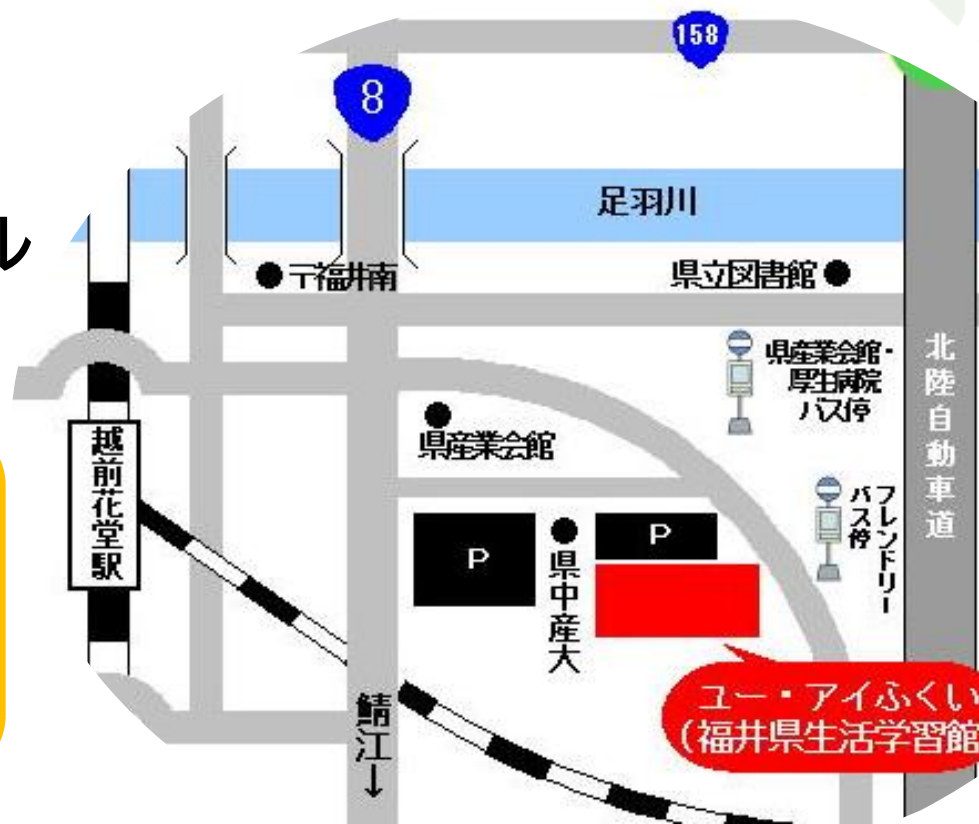 158
8
足羽川
ル
〒福井南
県立図書館
県産業会館・
厚生病院
バス停
北陸自動車道
県産業会館
越前花堂駅
フレンドリー
バス停
P
P
県中産大
ユー・アイふくい
(福井県生活学習館
鯖江↓